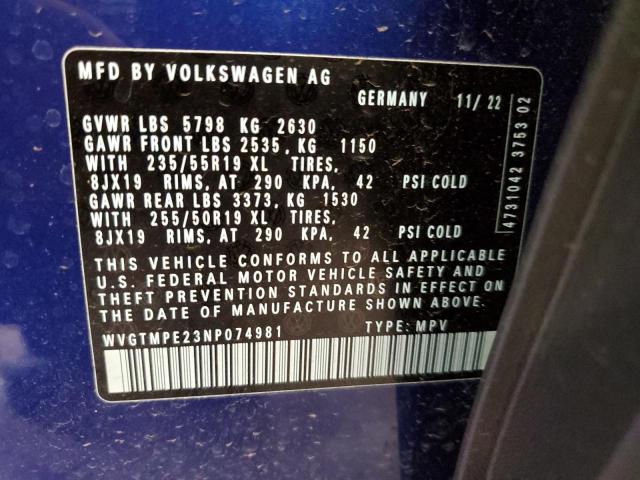 MFD BY VOLKSWAGEN AG
GERMANY 11/ 22
GVWR LBS 5798 KG 2630
GAWR FRONT LBS 2535, KG 1150
WITH 235/55R19 XL TIRES,
8JX19 RIMS, AT 290 KPA, 42 PSI COLD
GAWR REAR LBS 3373, KG 1530
WITH 255/50R19 XL TIRES,
8JX19 RIMS, AT 290 KPA, 42 PSI COLD
THIS VEHICLE CONFORMS TO ALL APPLICABLE
U.S. FEDERAL MOTOR VEHICLE SAFETY AND
THEFT PREVENTION STANDARDS IN EFFECT ON
THE DATE OF MANUFACTURE SHOWN ABOVE.
WVGTMPE23NP074981 TYPE: MPV
4731042 3753 02